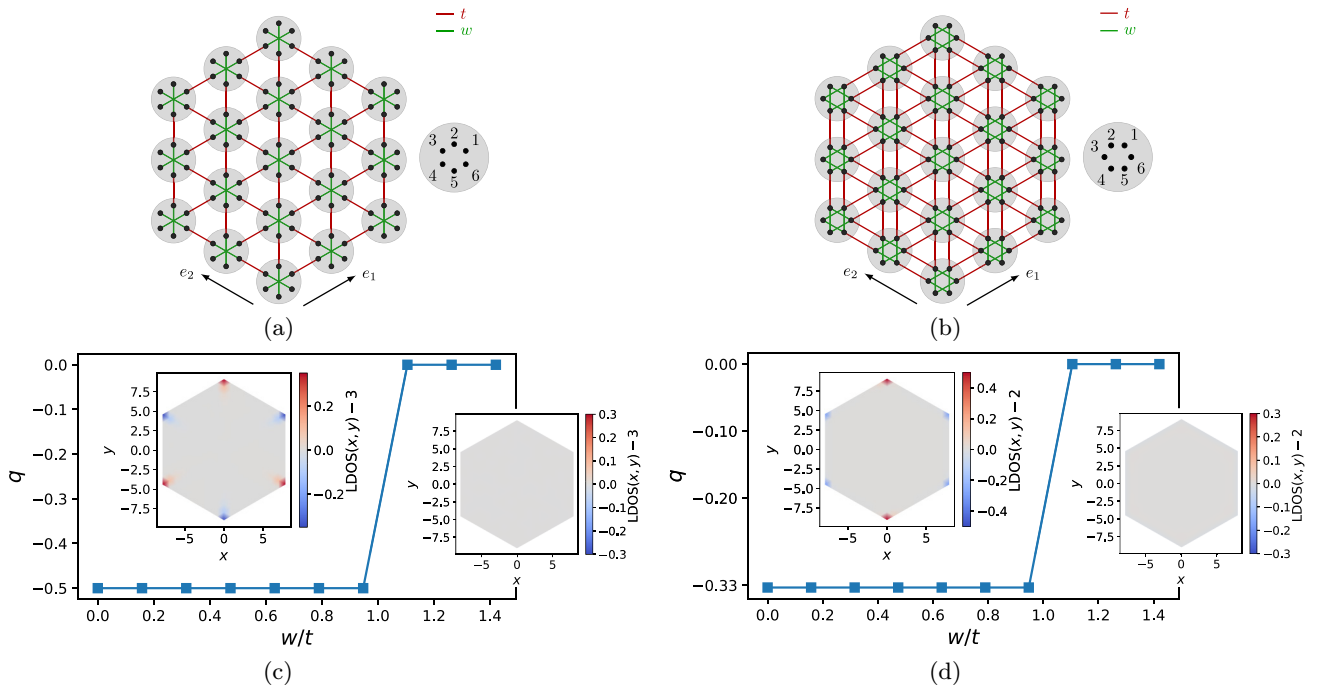 t
w
3 2 1
4 5 6
e2 e1
(a)
t
w
3 2 1
4 5 6
e2 e1
(b)
0.0
−0.1
−0.2
−0.3
−0.4
−0.5
q
0.0 0.2 0.4 0.6 0.8 1.0 1.2 1.4
w/t
7.5
5.0
2.5
0.0
−2.5
−5.0
−7.5
y
−5 0 5
x
0.2
0.0
−0.2
LDOS(x, y) − 3
7.5
5.0
2.5
0.0
−2.5
−5.0
−7.5
y
−5 0 5
x
0.3
0.2
0.1
0.0
−0.1
−0.2
−0.3
LDOS(x, y) − 3
(c)
0.00
−0.10
−0.20
−0.33
q
0.0 0.2 0.4 0.6 0.8 1.0 1.2 1.4
w/t
7.5
5.0
2.5
0.0
−2.5
−5.0
−7.5
y
−5 0 5
x
0.4
0.2
0.0
−0.2
−0.4
LDOS(x, y) − 2
7.5
5.0
2.5
0.0
−2.5
−5.0
−7.5
y
−5 0 5
x
0.3
0.2
0.1
0.0
−0.1
−0.2
−0.3
LDOS(x, y) − 2
(d)